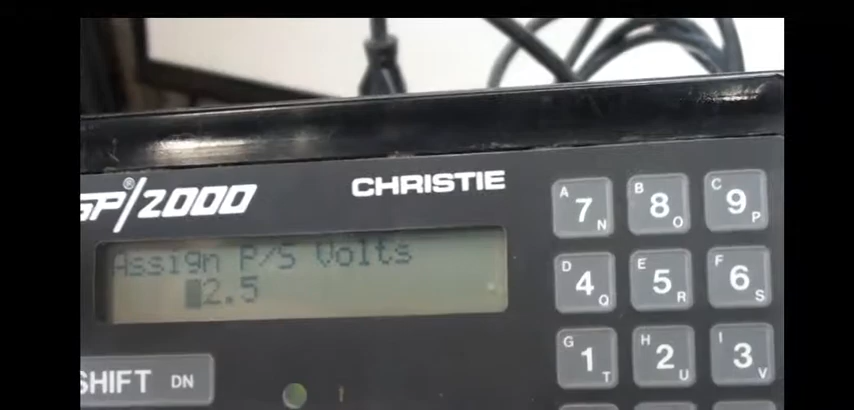 SP®/2000
CHRISTIE
Assign P/S Volts
2.5
SHIFT DN
A 7 N
B 8 O
C 9 P
D 4 Q
E 5 R
F 6 S
G 1 T
H 2 U
I 3 V